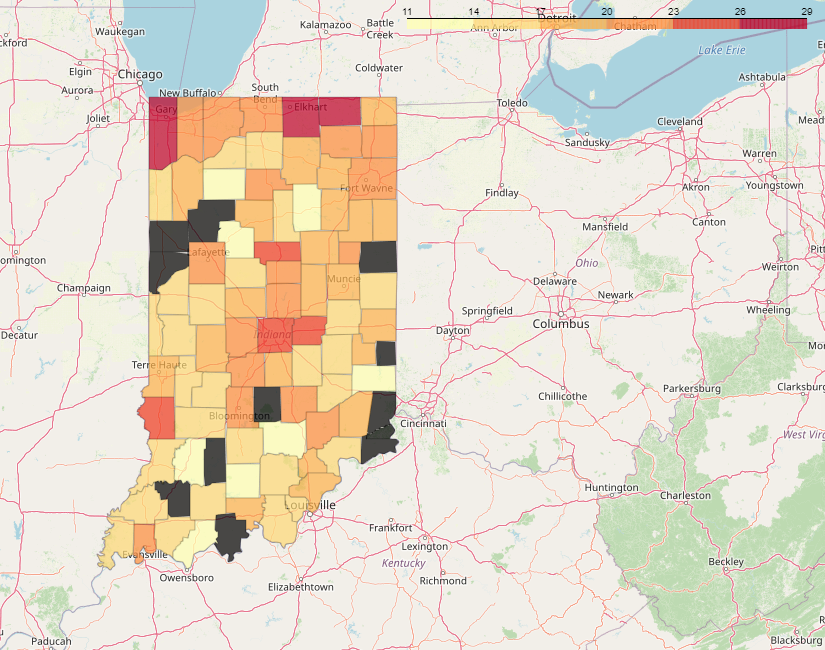 11 14 17 20 23 26 29
Detroit
Ann Arbor
Chatham
Waukegan
Kalamazoo
Battle
Creek
ckford
Lake Erie
Elgin
Chicago
Coldwater
Ashtabula
Aurora
New Buffalo
South
Bend
Gary
Elkhart
Toledo
Joliet
Cleveland
Sandusky
Warren
Akron
Youngstown
Fort Wayne
Findlay
Canton
Mansfield
Lafayette
omington
Ohio
Weirton
Muncie
Delaware
Champaign
Newark
Springfield
Wheeling
Columbus
Decatur
Indiana
Dayton
Terre Haute
Parkersburg
Clarksburg
Chillicothe
Bloomington
Cincinnati
West Virg
Huntington
Charleston
Louisville
Frankfort
Evansville
Lexington
Kentucky
Beckley
Owensboro
Richmond
Elizabethtown
Paducah
Blacksburg